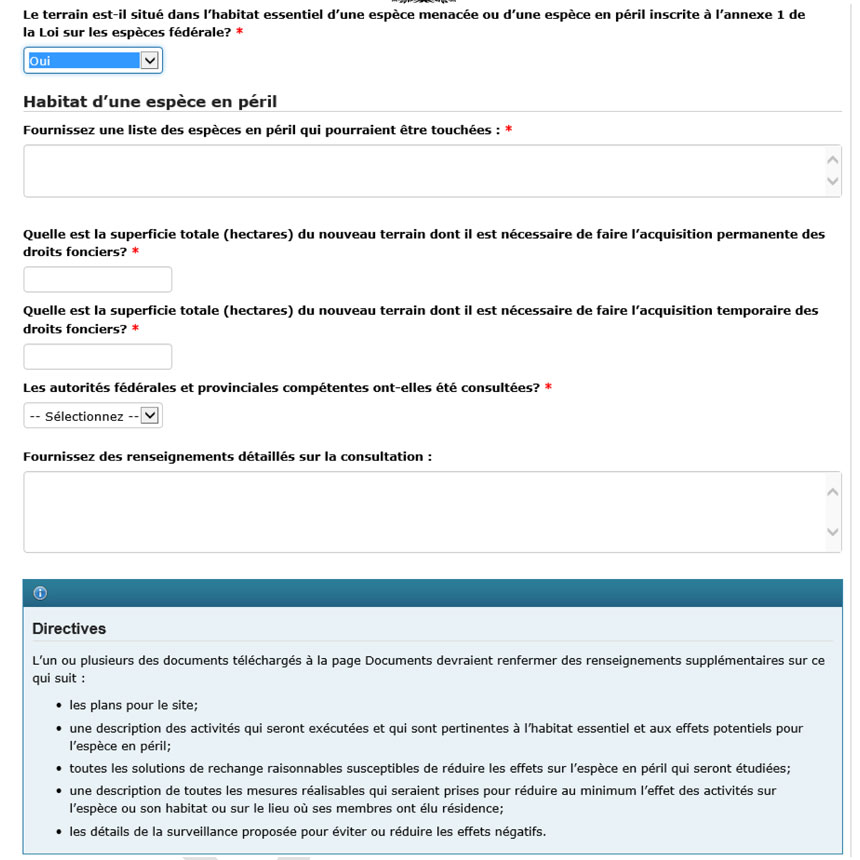 Le terrain est-il situé dans l’habitat essentiel d’une espèce menacée ou d’une espèce en péril inscrite à l’annexe 1 de
la Loi sur les espèces fédérale? *
Oui
Habitat d’une espèce en péril
Fournissez une liste des espèces en péril qui pourraient être touchées : *
Quelle est la superficie totale (hectares) du nouveau terrain dont il est nécessaire de faire l’acquisition permanente des
droits fonciers? *
Quelle est la superficie totale (hectares) du nouveau terrain dont il est nécessaire de faire l’acquisition temporaire des
droits fonciers? *
Les autorités fédérales et provinciales compétentes ont-elles été consultées? *
-- Sélectionnez --
Fournissez des renseignements détaillés sur la consultation :
Directives
L’un ou plusieurs des documents téléchargés à la page Documents devraient renfermer des renseignements supplémentaires sur ce
qui suit :
• les plans pour le site;
• une description des activités qui seront exécutées et qui sont pertinentes à l’habitat essentiel et aux effets potentiels pour
l’espèce en péril;
• toutes les solutions de rechange raisonnables susceptibles de réduire les effets sur l’espèce en péril qui seront étudiées;
• une description de toutes les mesures réalisables qui seraient prises pour réduire au minimum l’effet des activités sur
l’espèce ou son habitat ou sur le lieu où ses membres ont élu résidence;
• les détails de la surveillance proposée pour éviter ou réduire les effets négatifs.